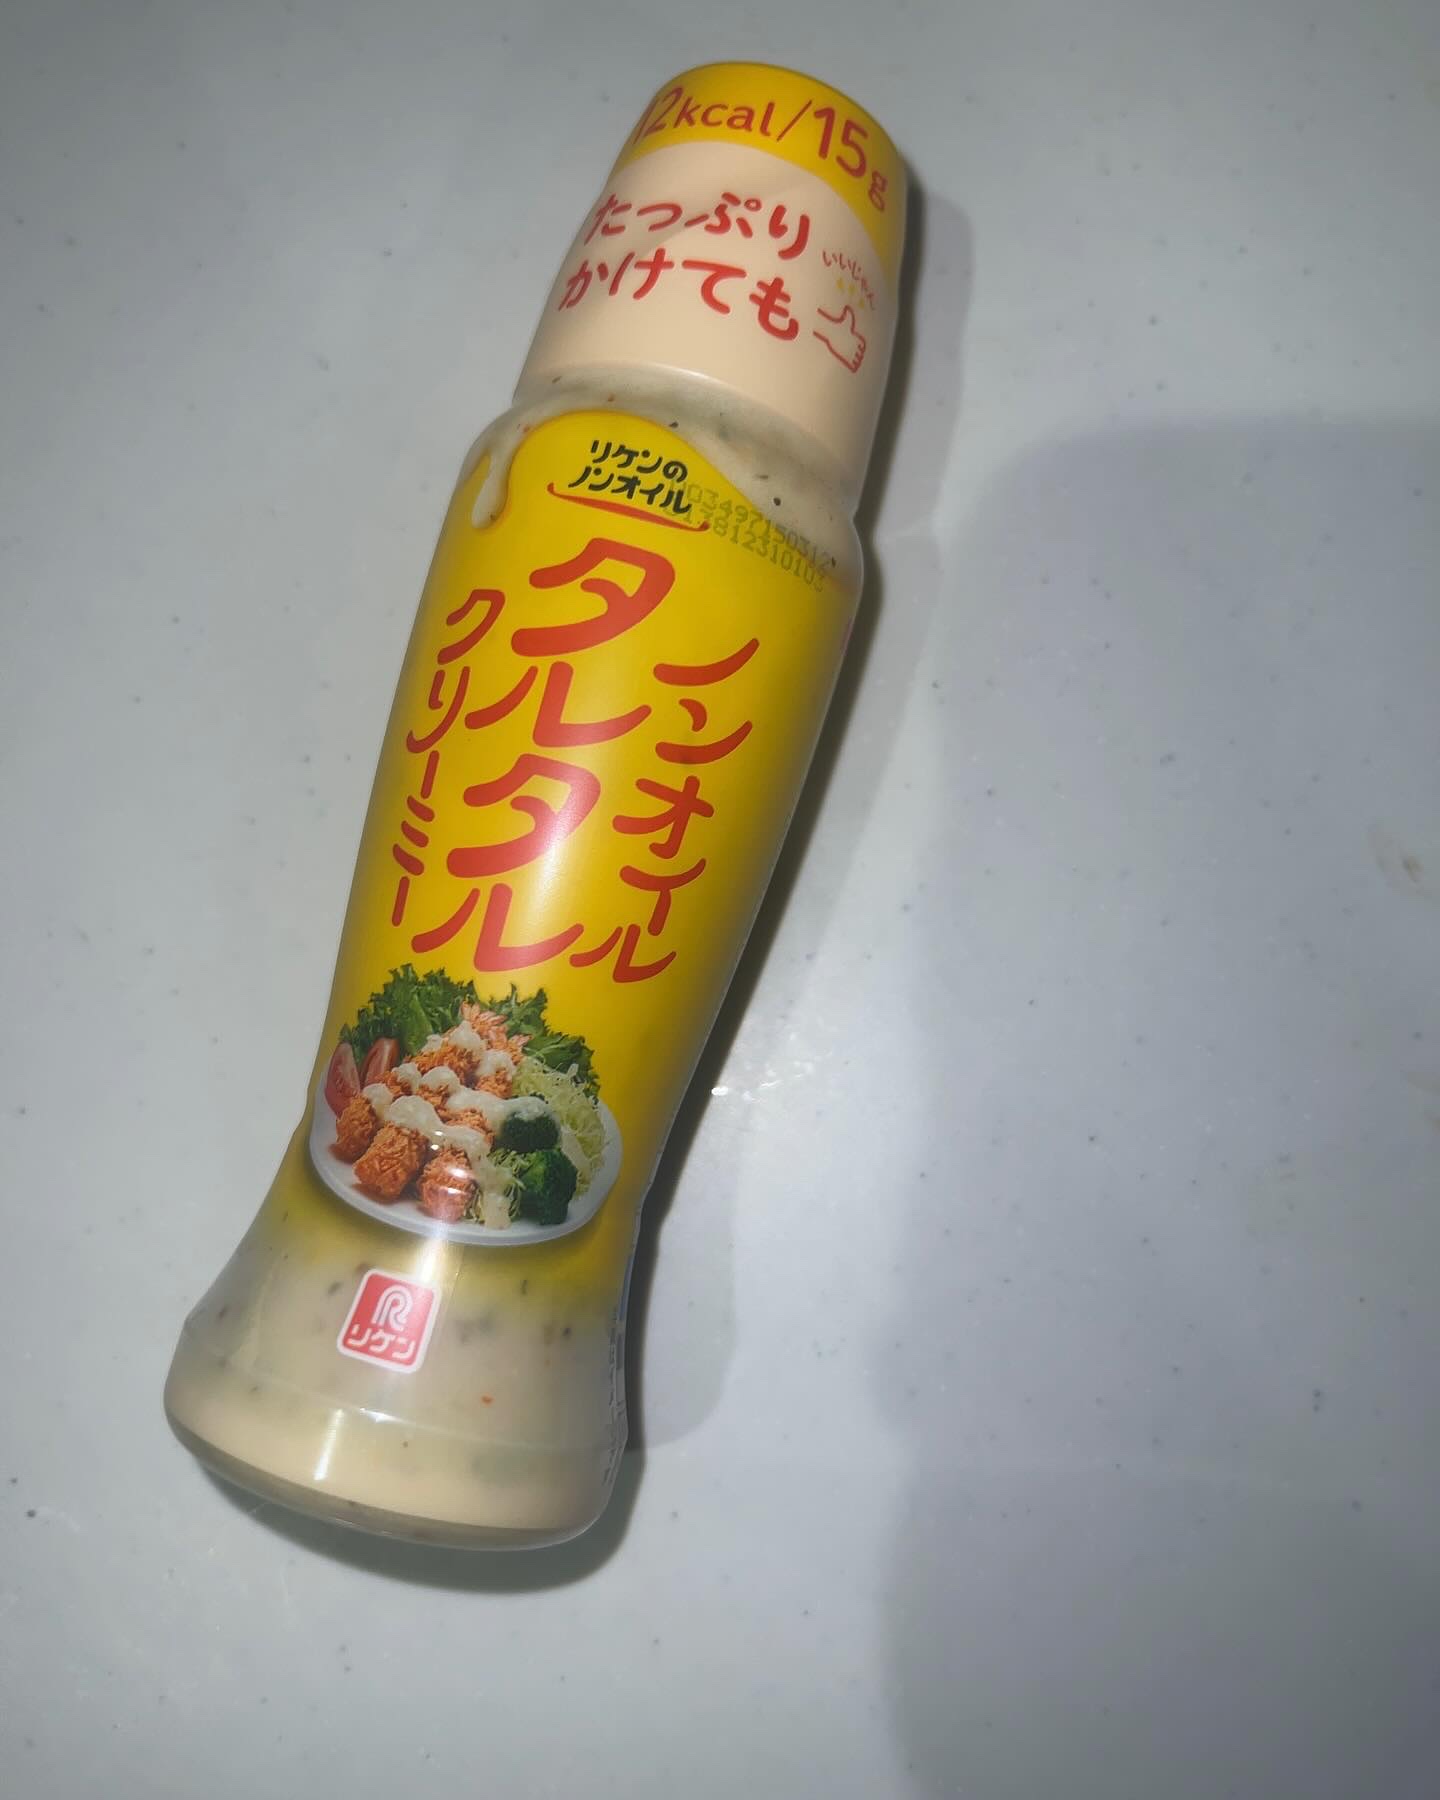 12kcal/15g
たっぷり
かけても
いいじゃん
リケンの
ノンオイル
ノンオイル
タルタル
クリーミー
R
リケン